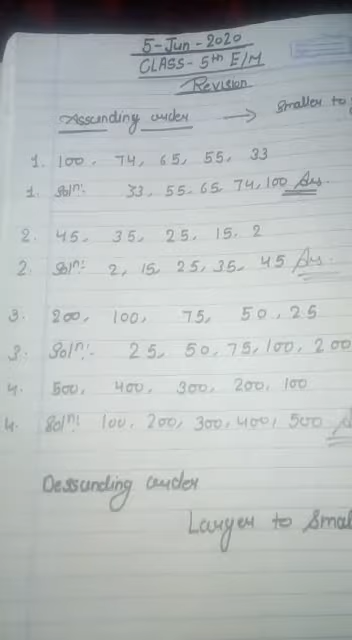 5-Jun-2020
CLASS- 5th E/M
Revision
Asscending order → Smaller to
1. 100, 74, 65, 55, 33
1. Soln: 33, 55, 65, 74, 100 Ans.
2. 45, 35, 25, 15, 2
2. Soln: 2, 15, 25, 35, 45 Ans.
3. 200, 100, 75, 50, 25
3. Soln: 25, 50, 75, 100, 200
4. 500, 400, 300, 200, 100
4. Soln: 100, 200, 300, 400, 500
Dessending order
Larger to Small